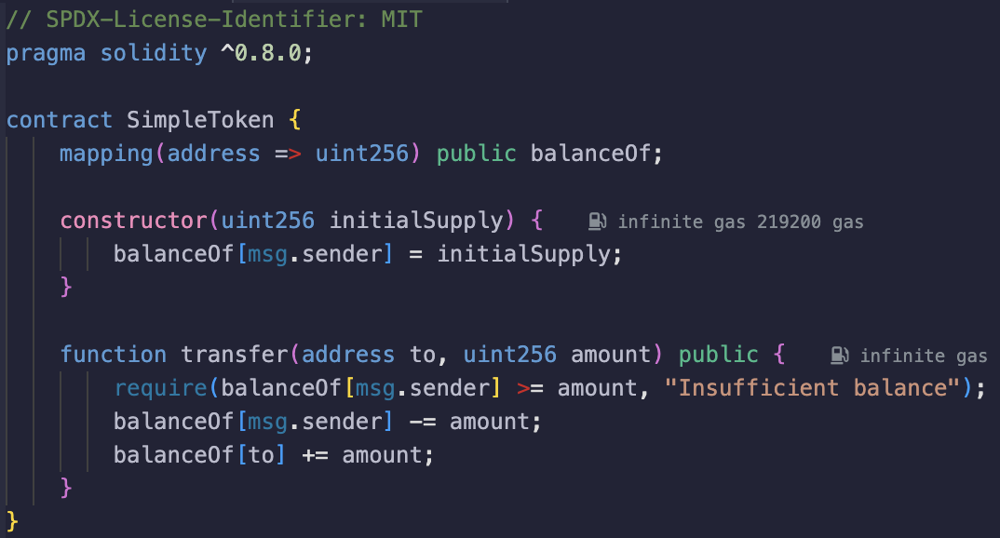 // SPDX-License-Identifier: MIT
pragma solidity ^0.8.0;

contract SimpleToken {
    mapping(address => uint256) public balanceOf;

    constructor(uint256 initialSupply) {    infinite gas 219200 gas
        balanceOf[msg.sender] = initialSupply;
    }

    function transfer(address to, uint256 amount) public {    infinite gas
        require(balanceOf[msg.sender] >= amount, "Insufficient balance");
        balanceOf[msg.sender] -= amount;
        balanceOf[to] += amount;
    }
}